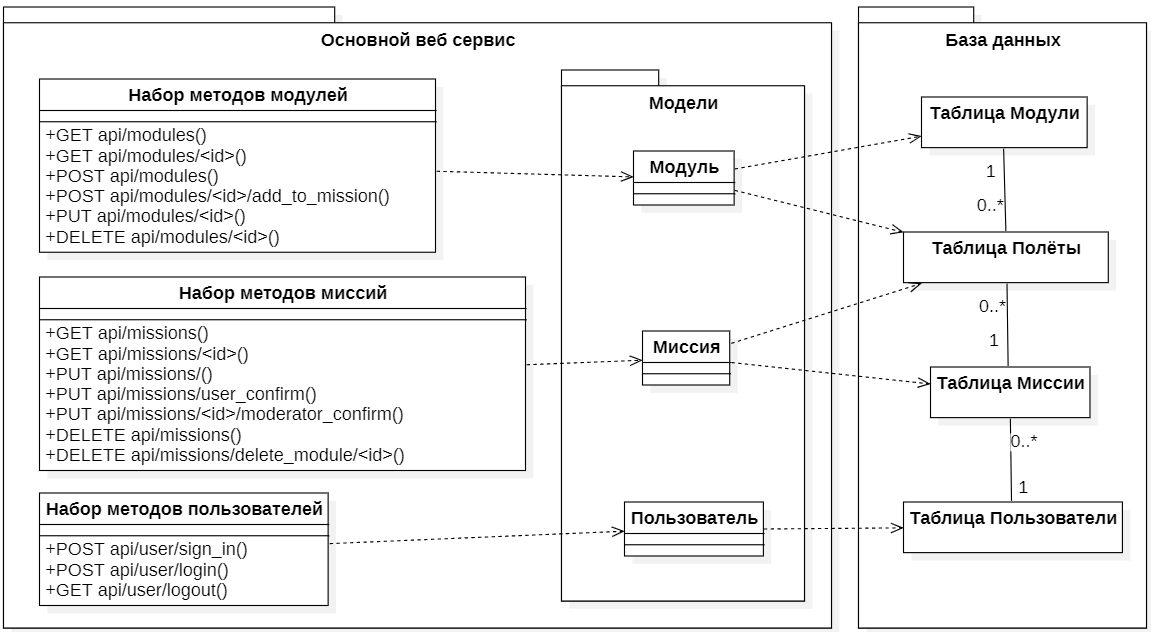 Основной веб сервис
Набор методов модулей
+GET api/modules()
+GET api/modules/<id>()
+POST api/modules()
+POST api/modules/<id>/add_to_mission()
+PUT api/modules/<id>()
+DELETE api/modules/<id>()
Набор методов миссий
+GET api/missions()
+GET api/missions/<id>()
+PUT api/missions/()
+PUT api/missions/user_confirm()
+PUT api/missions/<id>/moderator_confirm()
+DELETE api/missions()
+DELETE api/missions/delete_module/<id>()
Набор методов пользователей
+POST api/user/sign_in()
+POST api/user/login()
+GET api/user/logout()
Модели
Модуль
Миссия
Пользователь
База данных
Таблица Модули
1
0..*
Таблица Полёты
0..*
1
Таблица Миссии
0..*
1
Таблица Пользователи